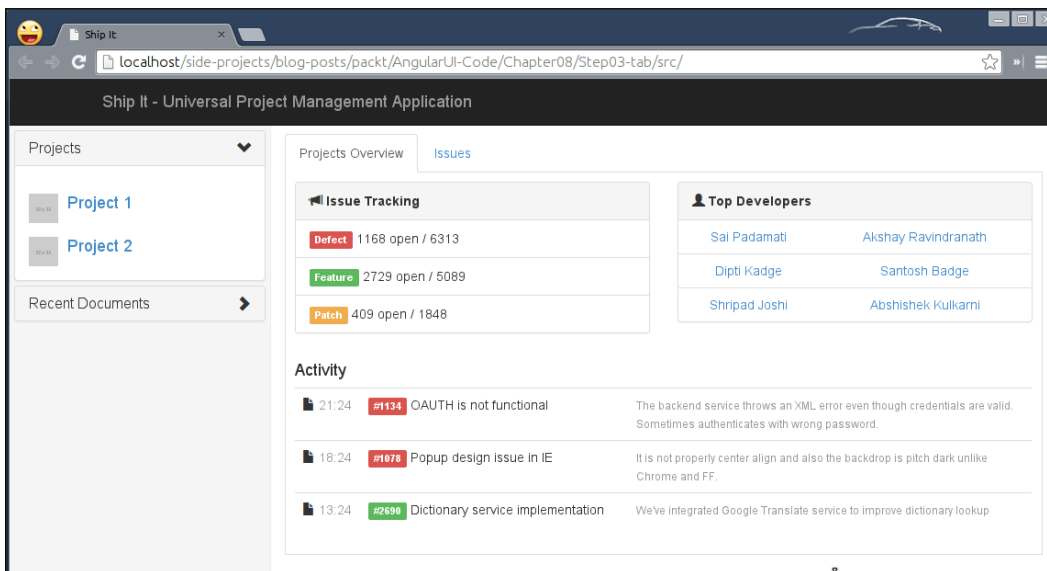 Ship It
localhost/side-projects/blog-posts/packt/AngularUI-Code/Chapter08/Step03-tab/src/
Ship It - Universal Project Management Application
Projects
Project 1
Project 2
Recent Documents
Projects Overview Issues
Issue Tracking
Defect 1168 open / 6313
Feature 2729 open / 5089
Patch 409 open / 1848
Top Developers
Sai Padamati Akshay Ravindranath
Dipti Kadge Santosh Badge
Shripad Joshi Abshishek Kulkarni
Activity
21:24 #1134 OAUTH is not functional
The backend service throws an XML error even though credentials are valid.
Sometimes authenticates with wrong password.
18:24 #1078 Popup design issue in IE
It is not properly center align and also the backdrop is pitch dark unlike
Chrome and FF.
13:24 #2690 Dictionary service implementation
We've integrated Google Translate service to improve dictionary lookup